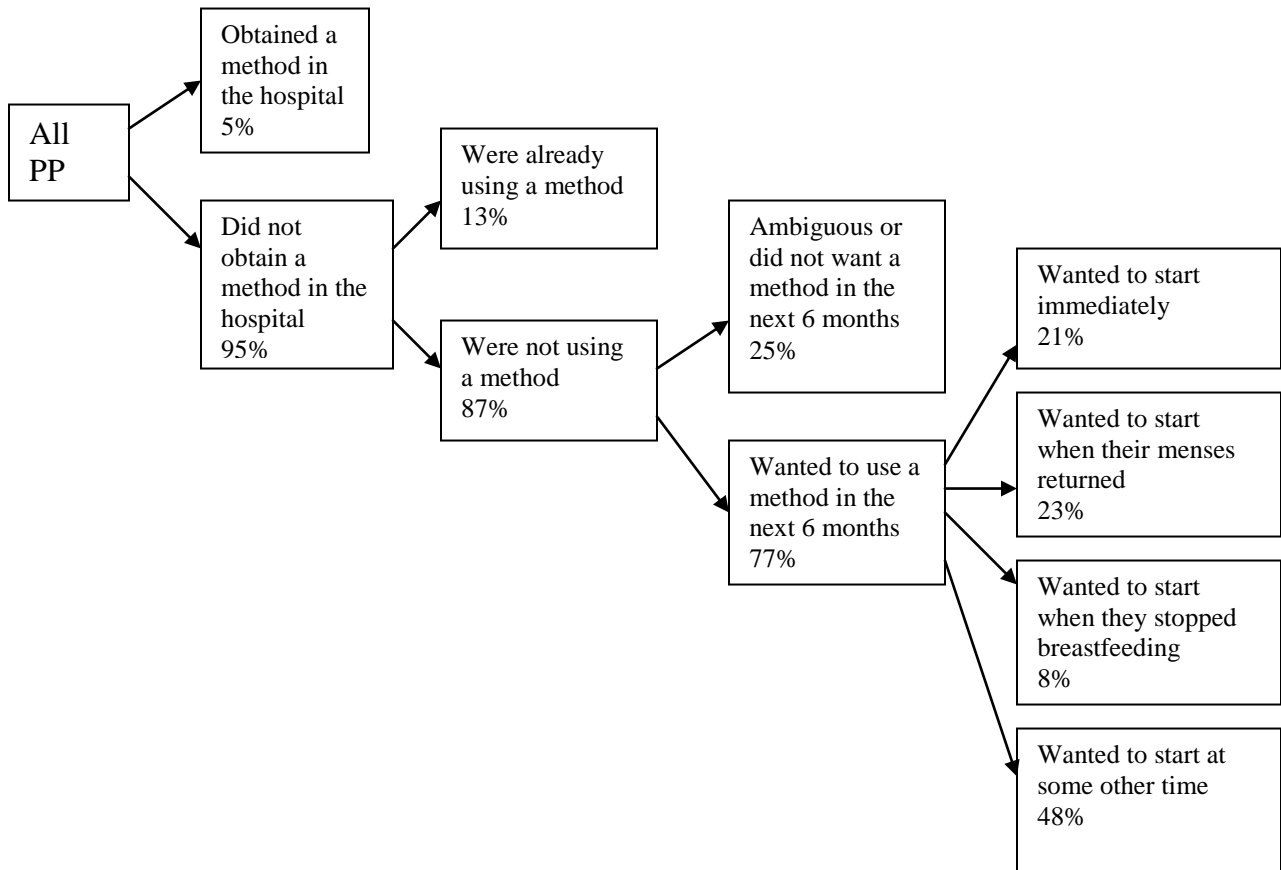 All
PP
Obtained a
method in
the hospital
5%
Did not
obtain a
method in the
hospital
95%
Were already
using a method
13%
Were not using
a method
87%
Ambiguous or
did not want a
method in the
next 6 months
25%
Wanted to use a
method in the
next 6 months
77%
Wanted to start
immediately
21%
Wanted to start
when their menses
returned
23%
Wanted to start
when they stopped
breastfeeding
8%
Wanted to start at
some other time
48%